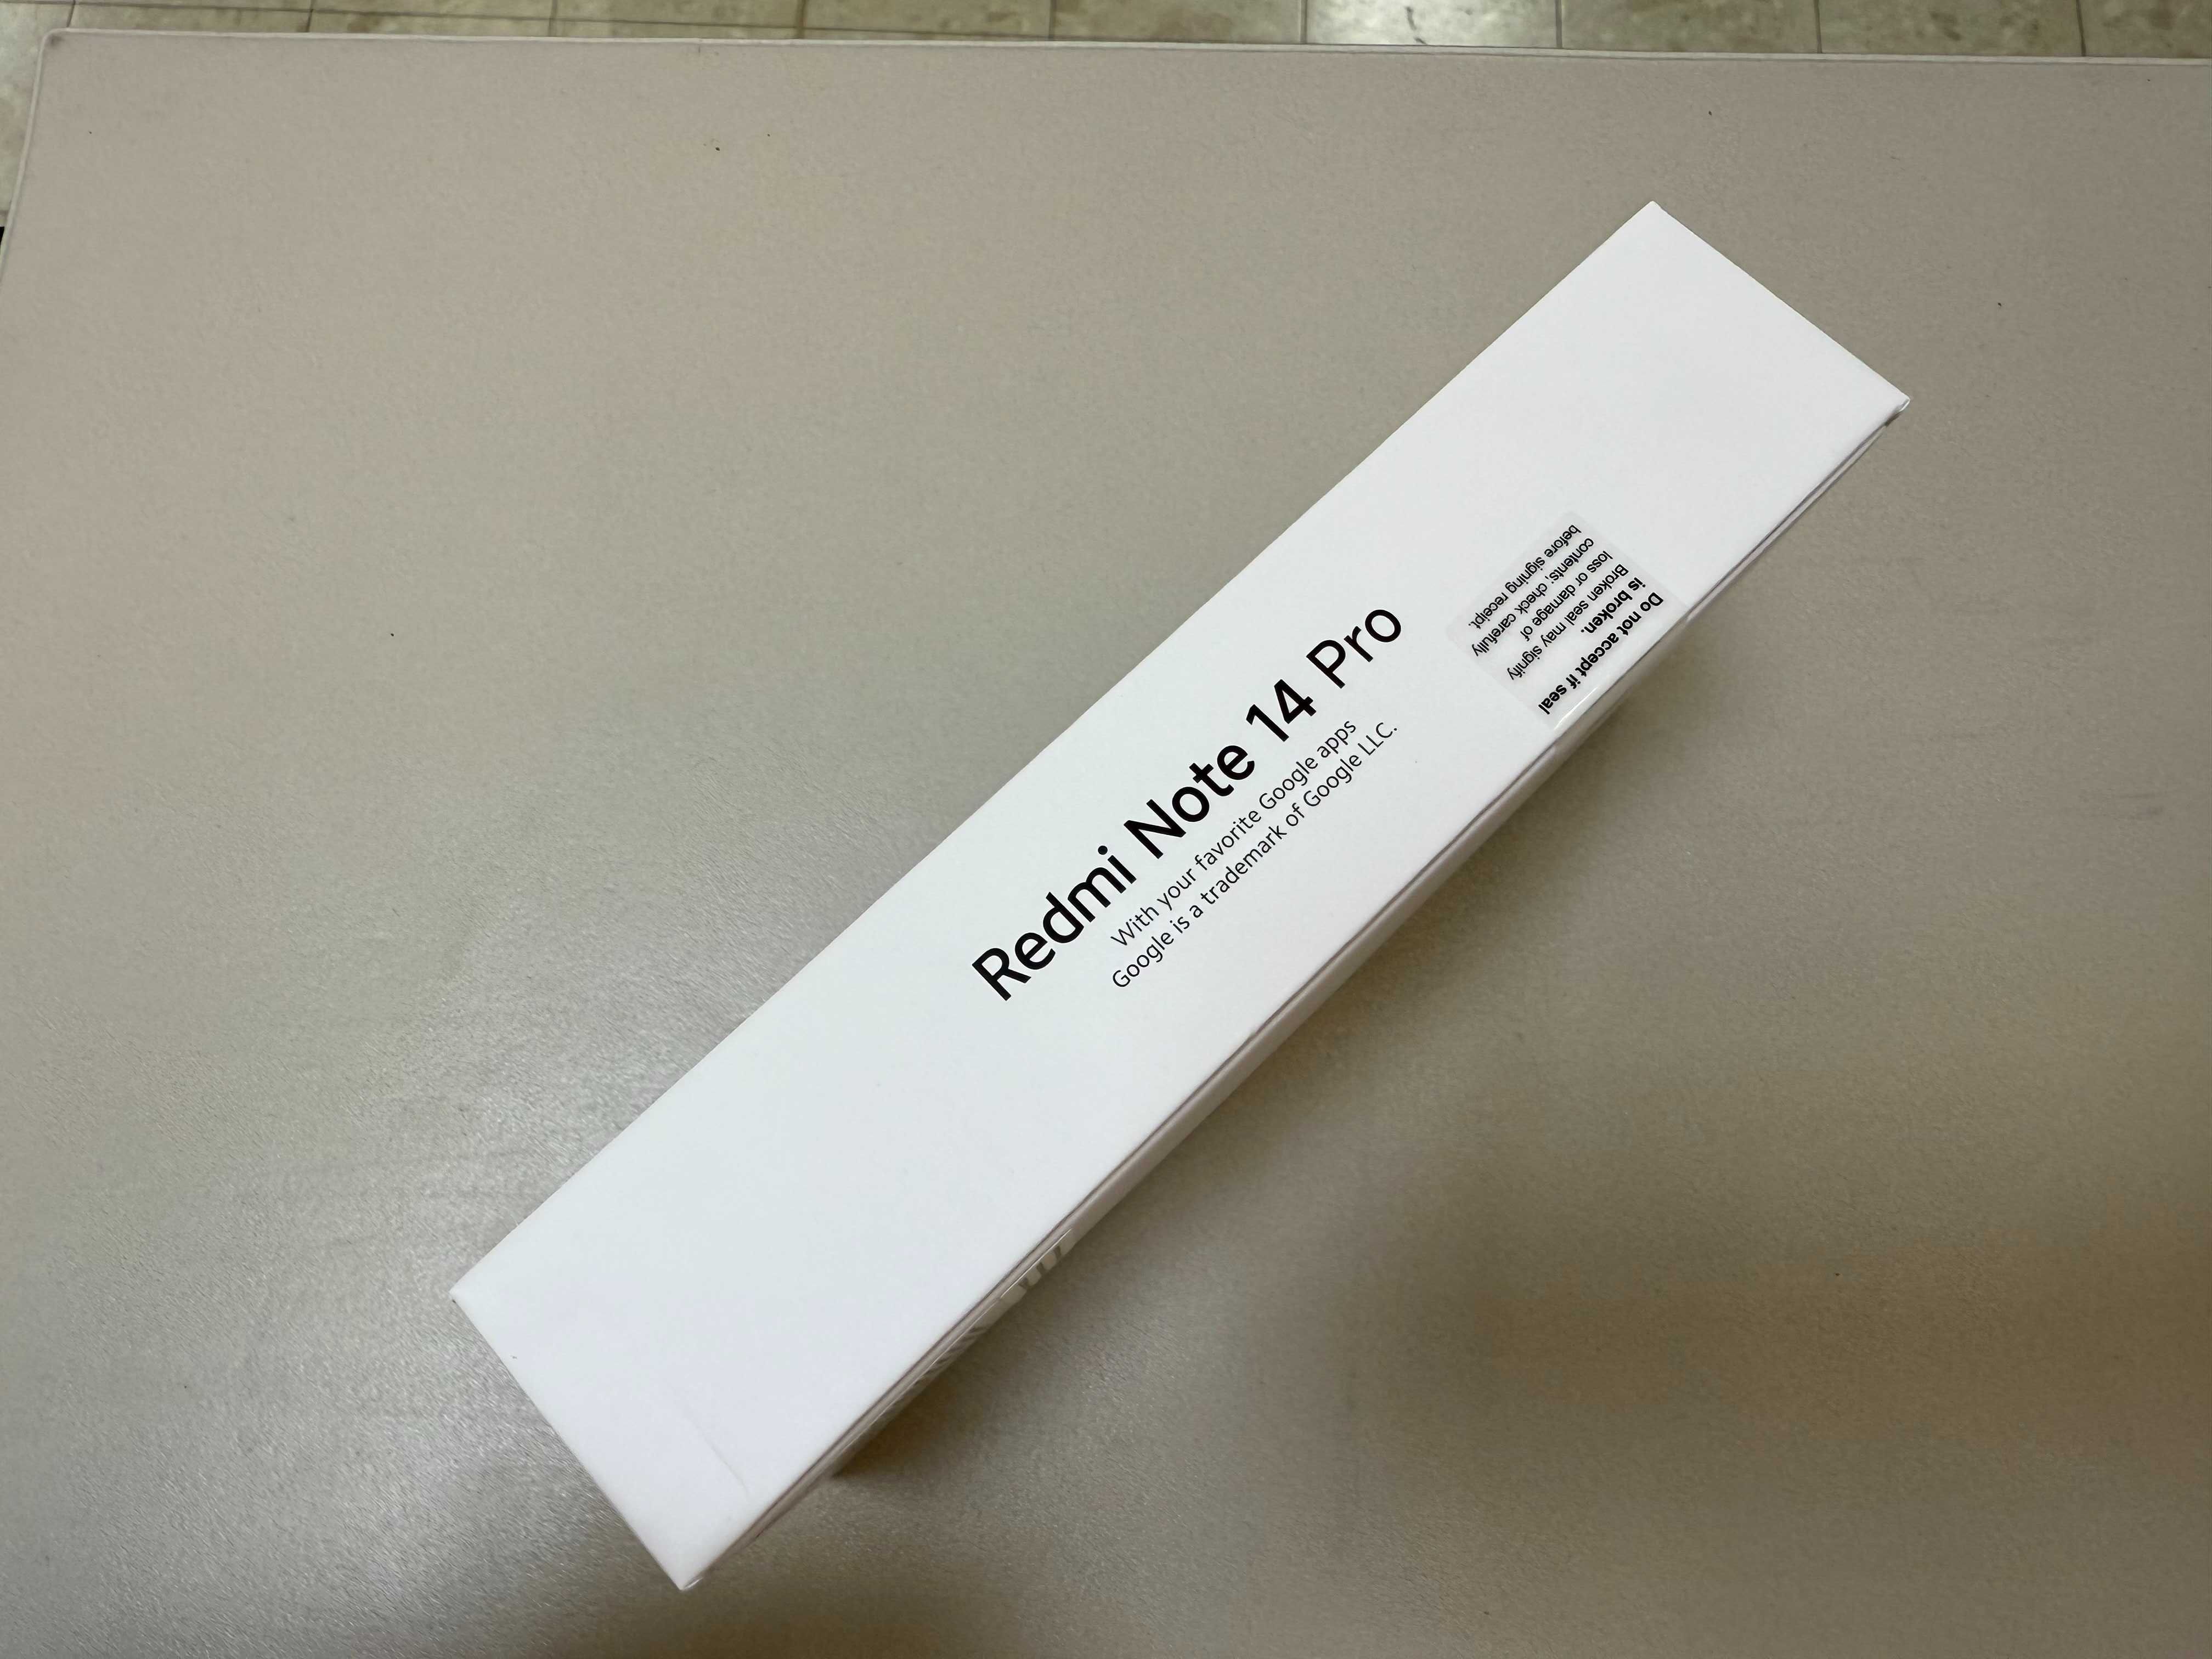 Redmi Note 14 Pro
With your favorite Google apps
Google is a trademark of Google LLC.
Do not accept if seal
is broken.
Broken seal may signify
loss or damage of
contents; check carefully
before signing receipt.